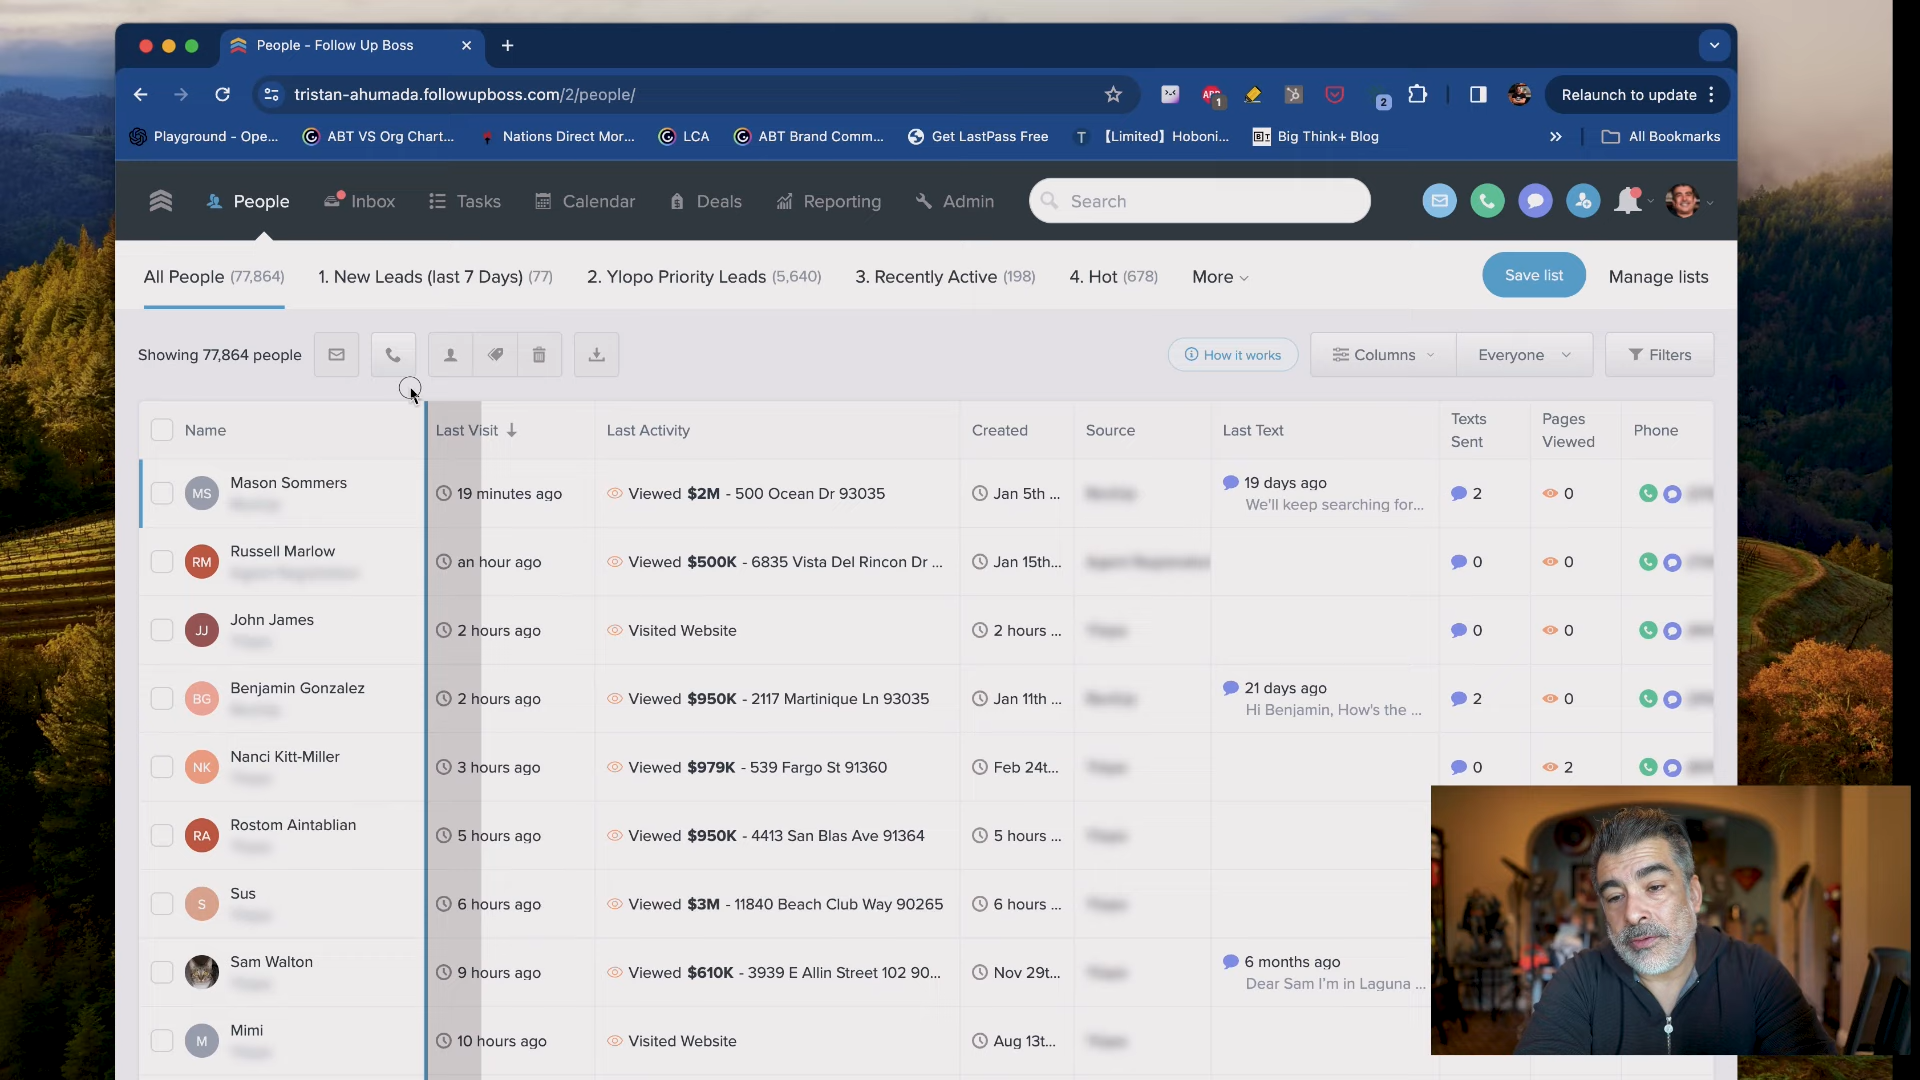 People - Follow Up Boss
tristan-ahumada.followupboss.com/2/people/
1
2
Relaunch to update
Playground - Ope...
ABT VS Org Chart...
Nations Direct Mor...
LCA
ABT Brand Comm...
Get LastPass Free
T
【Limited】Hoboni...
Big Think+ Blog
All Bookmarks
People
Inbox
Tasks
Calendar
Deals
Reporting
Admin
Search
All People (77,864)
1. New Leads (last 7 Days) (77)
2. Ylopo Priority Leads (5,640)
3. Recently Active (198)
4. Hot (678)
More
Save list
Manage lists
Showing 77,864 people
How it works
Columns
Everyone
Filters
Name
Last Visit
Last Activity
Created
Source
Last Text
Texts Sent
Pages Viewed
Phone
MS Mason Sommers
19 minutes ago
Viewed $2M - 500 Ocean Dr 93035
Jan 5th ...
19 days ago
We'll keep searching for...
2
0
RM Russell Marlow
an hour ago
Viewed $500K - 6835 Vista Del Rincon Dr ...
Jan 15th...
0
0
JJ John James
2 hours ago
Visited Website
2 hours ...
0
0
BG Benjamin Gonzalez
2 hours ago
Viewed $950K - 2117 Martinique Ln 93035
Jan 11th ...
21 days ago
Hi Benjamin, How's the ...
2
0
NK Nanci Kitt-Miller
3 hours ago
Viewed $979K - 539 Fargo St 91360
Feb 24t...
0
2
RA Rostom Aintablian
5 hours ago
Viewed $950K - 4413 San Blas Ave 91364
5 hours ...
S Sus
6 hours ago
Viewed $3M - 11840 Beach Club Way 90265
6 hours ...
Sam Walton
9 hours ago
Viewed $610K - 3939 E Allin Street 102 90...
Nov 29t...
6 months ago
Dear Sam I'm in Laguna ...
M Mimi
10 hours ago
Visited Website
Aug 13t...